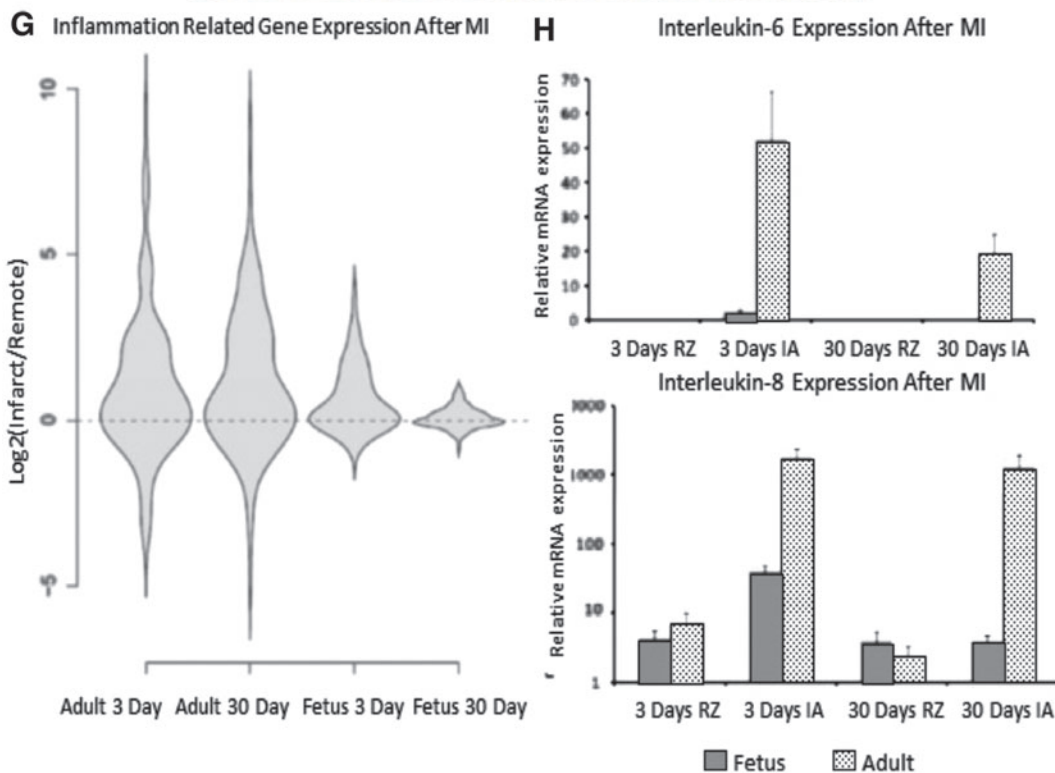 G Inflammation Related Gene Expression After MI
Log2(Infarct/Remote)
10
5
0
-5
Adult 3 Day Adult 30 Day Fetus 3 Day Fetus 30 Day
H Interleukin-6 Expression After MI
Relative mRNA expression
70
60
50
40
30
20
10
0
3 Days RZ 3 Days IA 30 Days RZ 30 Days IA
Interleukin-8 Expression After MI
Relative mRNA expression
0000
1000
100
10
1
3 Days RZ 3 Days IA 30 Days RZ 30 Days IA
Fetus Adult